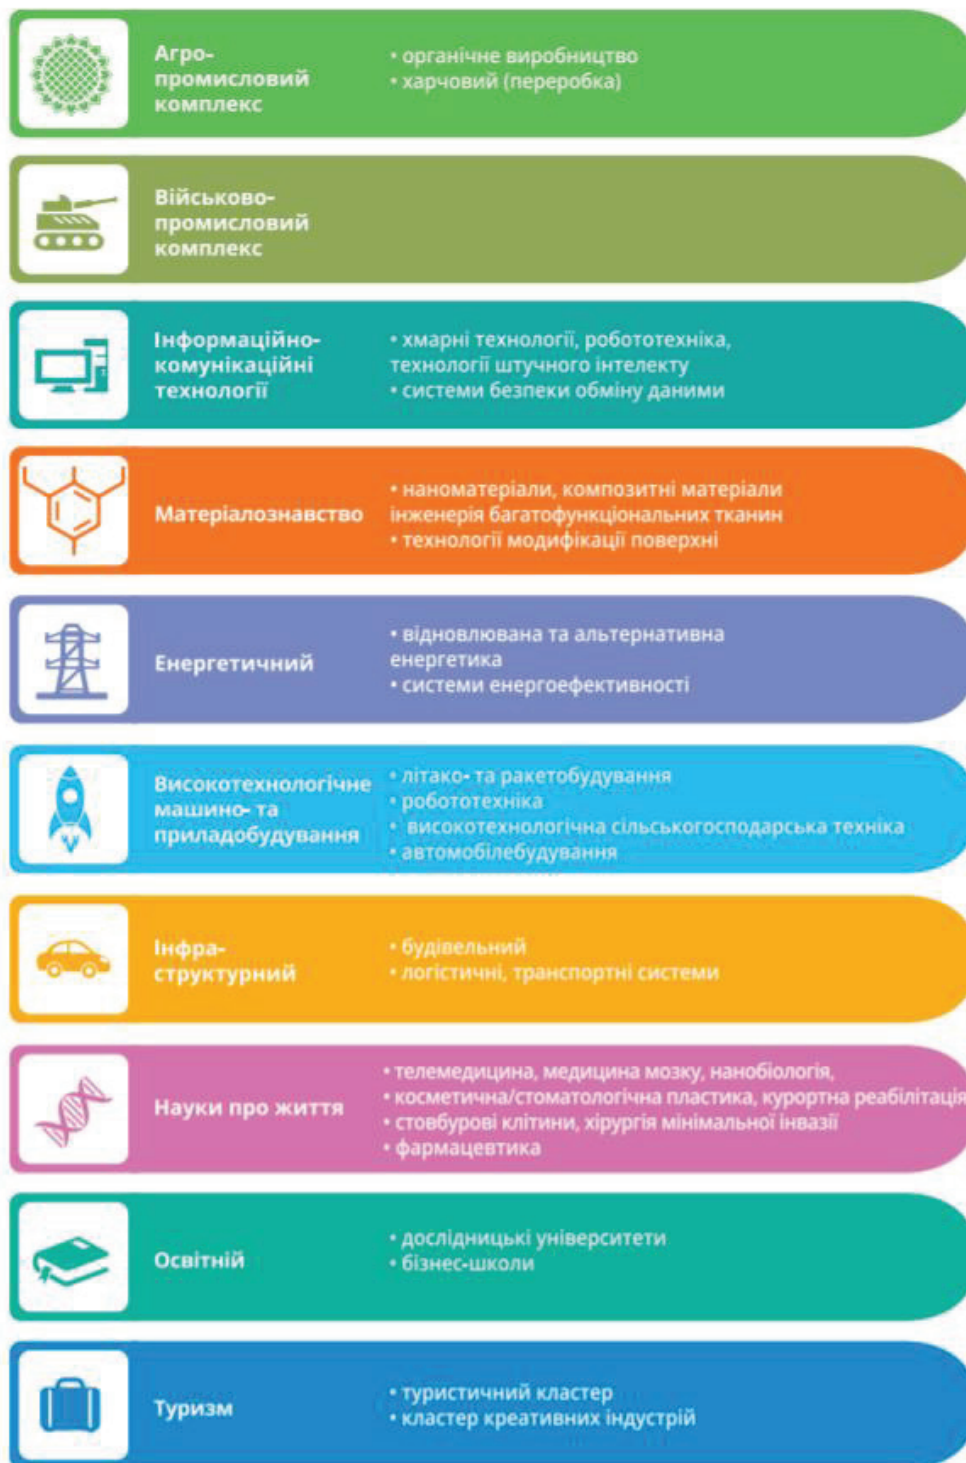 Агро-
промисловий
комплекс
• органічне виробництво
• харчовий (переробка)
Військово-
промисловий
комплекс
Інформаційно-
комунікаційні
технології
• хмарні технології, робототехніка,
технології штучного інтелекту
• системи безпеки обміну даними
Матеріалознавство
• наноматеріали, композитні матеріали
інженерія багатофункціональних тканин
• технології модифікації поверхні
Енергетичний
• відновлювана та альтернативна
енергетика
• системи енергоефективності
Високотехнологічне
машино- та
приладобудування
• літако- та ракетобудування
• робототехніка
• високотехнологічна сільськогосподарська техніка
• автомобілебудування
Інфра-
структурний
• будівельний
• логістичні, транспортні системи
Науки про життя
• телемедицина, медицина мозку, нанобіологія,
• косметична/стоматологічна пластика, курортна реабілітація
• стовбурові клітини, хірургія мінімальної інвазії
• фармацевтика
Освітній
• дослідницькі університети
• бізнес-школи
Туризм
• туристичний кластер
• кластер креативних індустрій